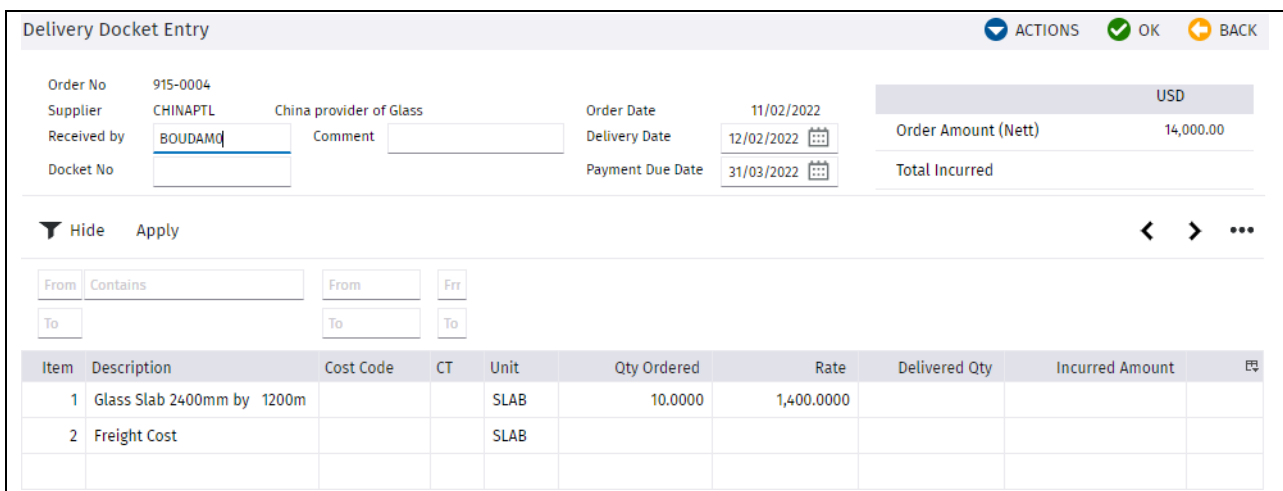 Delivery Docket Entry ACTIONS OK BACK
Order No 915-0004
USD
Supplier CHINAPTL China provider of Glass Order Date 11/02/2022
Received by BOUDAM0 Comment Delivery Date 12/02/2022 Order Amount (Nett) 14,000.00
Docket No Payment Due Date 31/03/2022 Total Incurred
Hide Apply
From Contains From Frr
To To To
Item Description Cost Code CT Unit Qty Ordered Rate Delivered Qty Incurred Amount
1 Glass Slab 2400mm by 1200m SLAB 10.0000 1,400.0000
2 Freight Cost SLAB